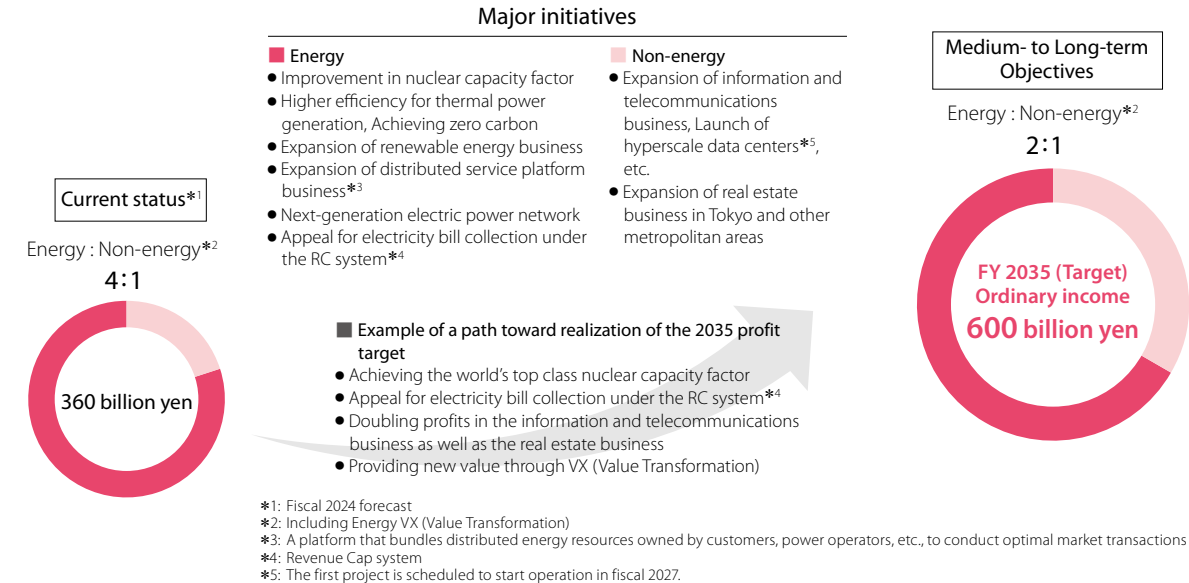 Major initiatives
Energy
● Improvement in nuclear capacity factor
● Higher efficiency for thermal power
generation, Achieving zero carbon
● Expansion of renewable energy business
● Expansion of distributed service platform
business*3
● Next-generation electric power network
● Appeal for electricity bill collection under
the RC system*4
Non-energy
● Expansion of information and
telecommunications
business, Launch of
hyperscale data centers*5,
etc.
● Expansion of real estate
business in Tokyo and other
metropolitan areas
Current status*1
Energy : Non-energy*2
4:1
360 billion yen
Example of a path toward realization of the 2035 profit
target
● Achieving the world's top class nuclear capacity factor
● Appeal for electricity bill collection under the RC system*4
● Doubling profits in the information and telecommunications
business as well as the real estate business
● Providing new value through VX (Value Transformation)
Medium- to Long-term
Objectives
Energy : Non-energy*2
2:1
FY 2035 (Target)
Ordinary income
600 billion yen
*1: Fiscal 2024 forecast
*2: Including Energy VX (Value Transformation)
*3: A platform that bundles distributed energy resources owned by customers, power operators, etc., to conduct optimal market transactions
*4: Revenue Cap system
*5: The first project is scheduled to start operation in fiscal 2027.